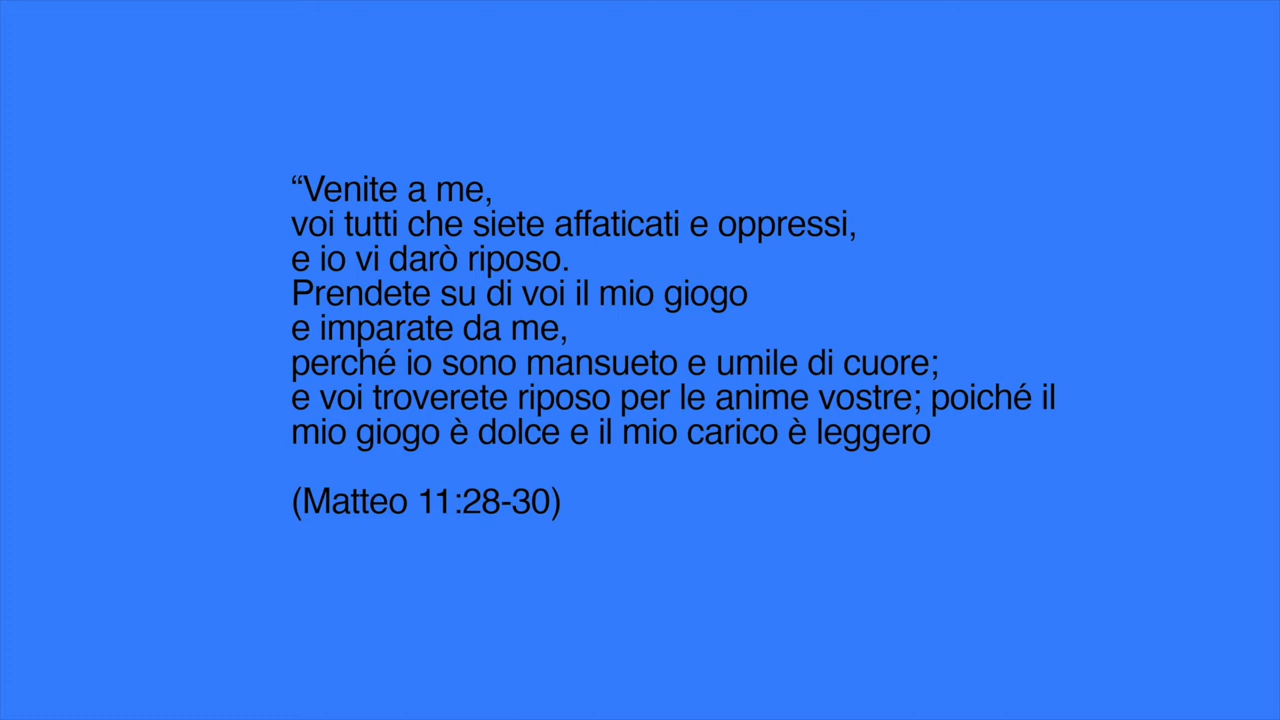 “Venite a me,
voi tutti che siete affaticati e oppressi,
e io vi darò riposo.
Prendete su di voi il mio giogo
e imparate da me,
perché io sono mansueto e umile di cuore;
e voi troverete riposo per le anime vostre; poiché il
mio giogo è dolce e il mio carico è leggero
(Matteo 11:28-30)